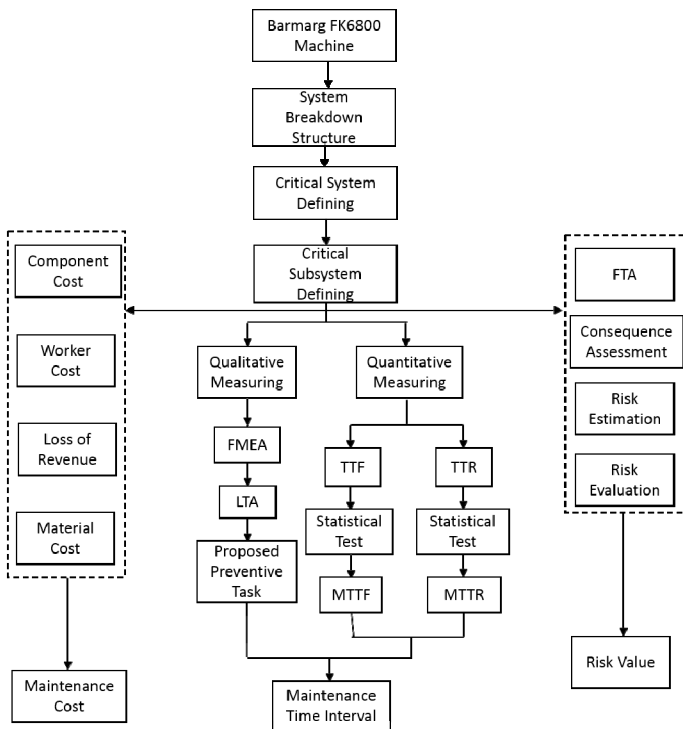 Barmarg FK6800
Machine
System
Breakdown
Structure
Critical System
Defining
Critical
Subsystem
Defining
Component
Cost
Worker
Cost
Loss of
Revenue
Material
Cost
Maintenance
Cost
Qualitative
Measuring
FMEA
LTA
Proposed
Preventive
Task
Quantitative
Measuring
TTF
Statistical
Test
MTTF
TTR
Statistical
Test
MTTR
Maintenance
Time Interval
FTA
Consequence
Assessment
Risk
Estimation
Risk
Evaluation
Risk Value